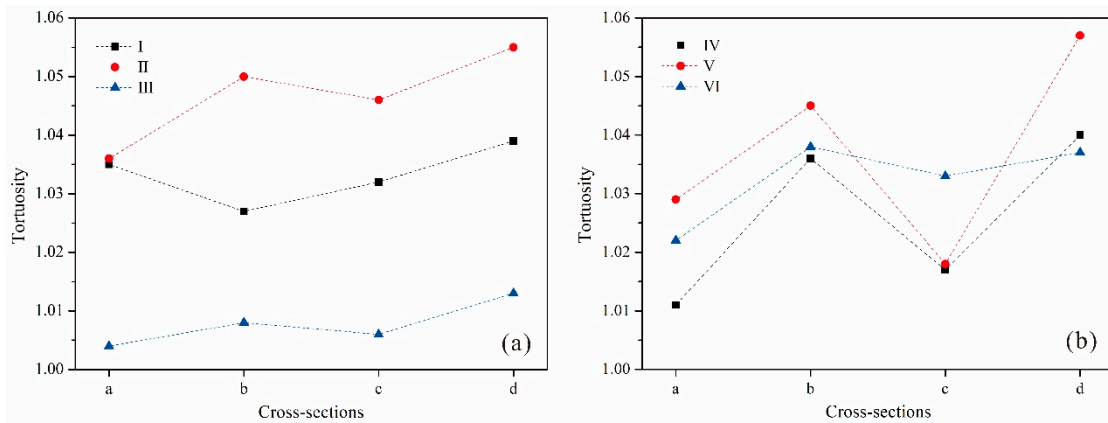 1.06
1.05
1.04
1.03
1.02
1.01
1.00
Tortuosity
I
II
III
(a)
a b c d
Cross-sections
1.06
1.05
1.04
1.03
1.02
1.01
1.00
Tortuosity
IV
V
VI
(b)
a b c d
Cross-sections